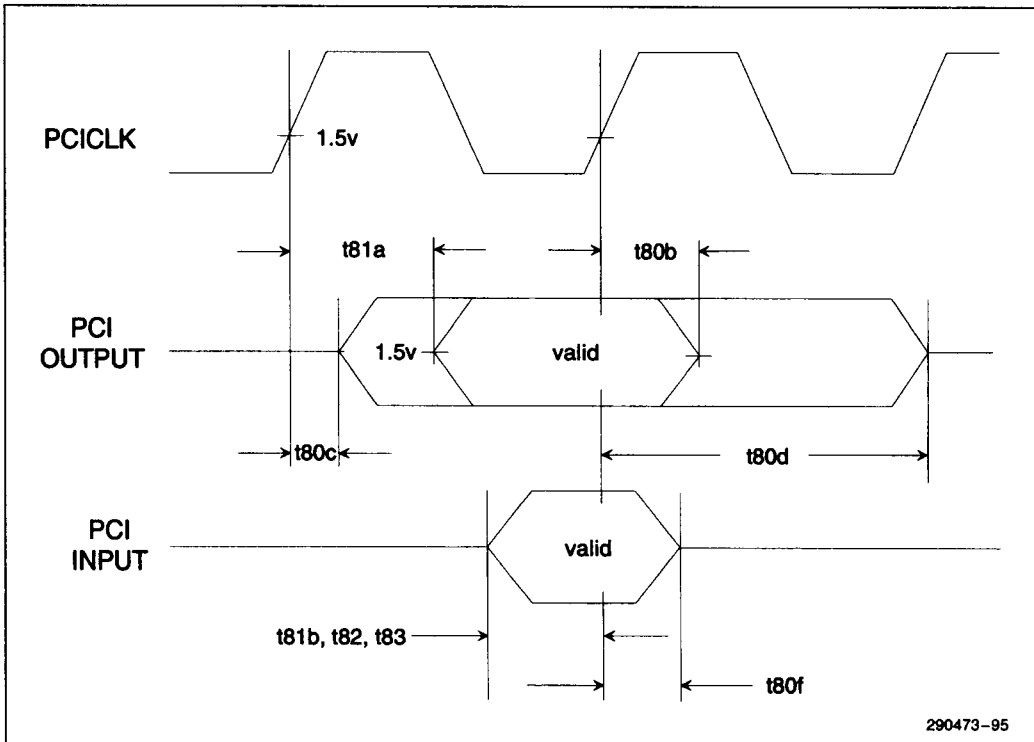 PCICLK
1.5v
t81a
t80b
PCI
OUTPUT
1.5v
valid
t80c
t80d
PCI
INPUT
valid
t81b, t82, t83
t80f
290473-95